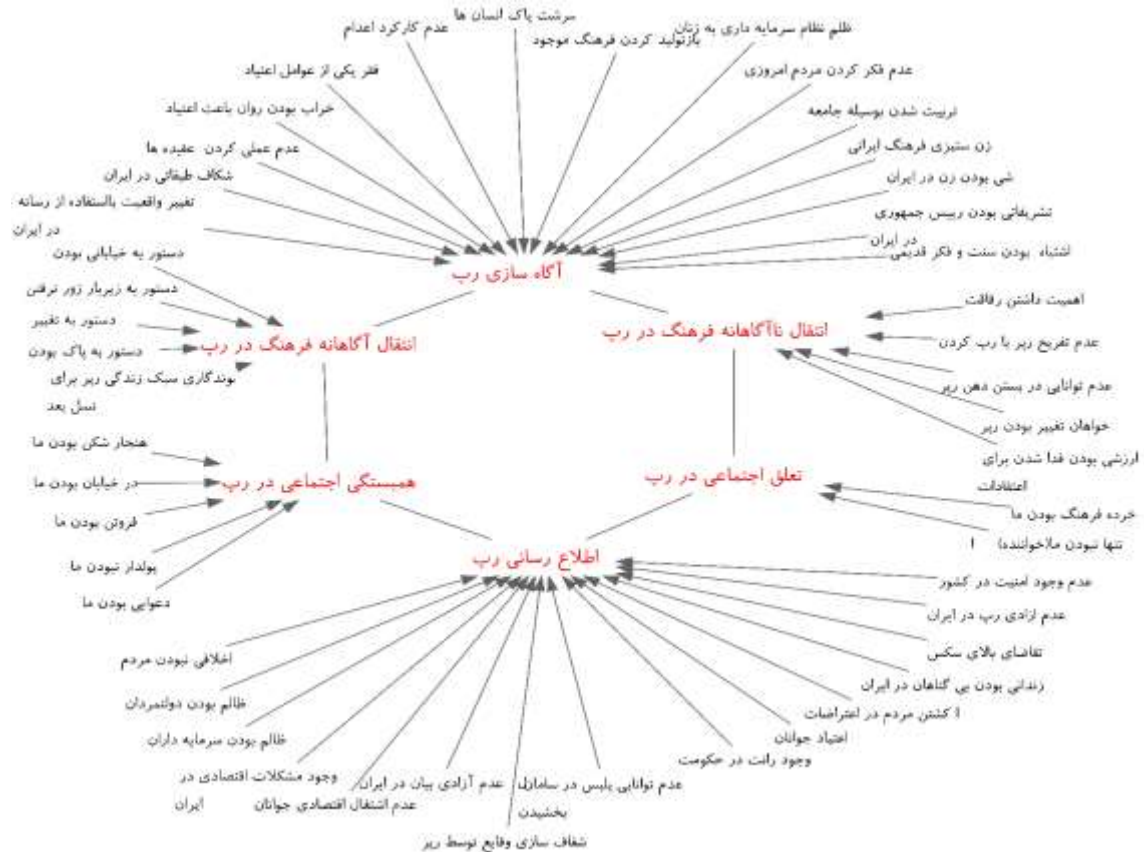 سرشت پاک انسان ها
عدم کارکرد اعدام
ظلم نظام سرمایه داری به زنان
بازتولید کردن فرهنگ موجود
فقر یکی از عوامل اعتیاد
عدم فکر کردن مردم امروزی
خراب بودن روان باعث اعتیاد
تربیت شدن بوسیله جامعه
عدم عملی کردن عقیده ها
زن ستیزی فرهنگ ایرانی
شکاف طبقاتی در ایران
شی بودن زن در ایران
تغییر واقعیت بااستفاده از رسانه
در ایران
تشریفاتی بودن رییس جمهوری
در ایران
اشتباه بودن سنت و فکر قدیمی
آگاه سازی رپ
دستور به خیابانی بودن
دستور به زیربار زور نرفتن
دستور به تغییر
دستور به پاک بودن
بوندگاری سبک زندگی رپر برای
نسل بعد
انتقال آگاهانه فرهنگ در رپ
انتقال ناآگاهانه فرهنگ در رپ
اهمیت داشتن رفاقت
عدم تفریح رپر با رپ کردن
عدم توانایی در بستن دهن رپر
خواهان تغییر بودن رپر
ارزشی بودن فدا شدن برای
اعتقادات
هنجار شکن بودن ما
در خیابان بودن ما
فروتن بودن ما
پولدار نبودن ما
دعوایی بودن ما
همبستگی اجتماعی در رپ
تعلق اجتماعی در رپ
خرده فرهنگ بودن ما
تنها نبودن ما(خواننده) ا
اطلاع رسانی رپ
عدم وجود امنیت در کشور
عدم ازادی رپ در ایران
تقاضای بالای سکس
زندانی بودن بی گناهان در ایران
ا کشتن مردم در اعتراضات
اعتیاد جوانان
وجود رانت در حکومت
اخلاقی نبودن مردم
ظالم بودن دولتمردان
ظالم بودن سرمایه داران
وجود مشکلات اقتصادی در
ایران
عدم اشتغال اقتصادی جوانان
عدم آزادی بیان در ایران
عدم توانایی پلیس در سامان
بخشیدن
شفاف سازی وقایع توسط رپر